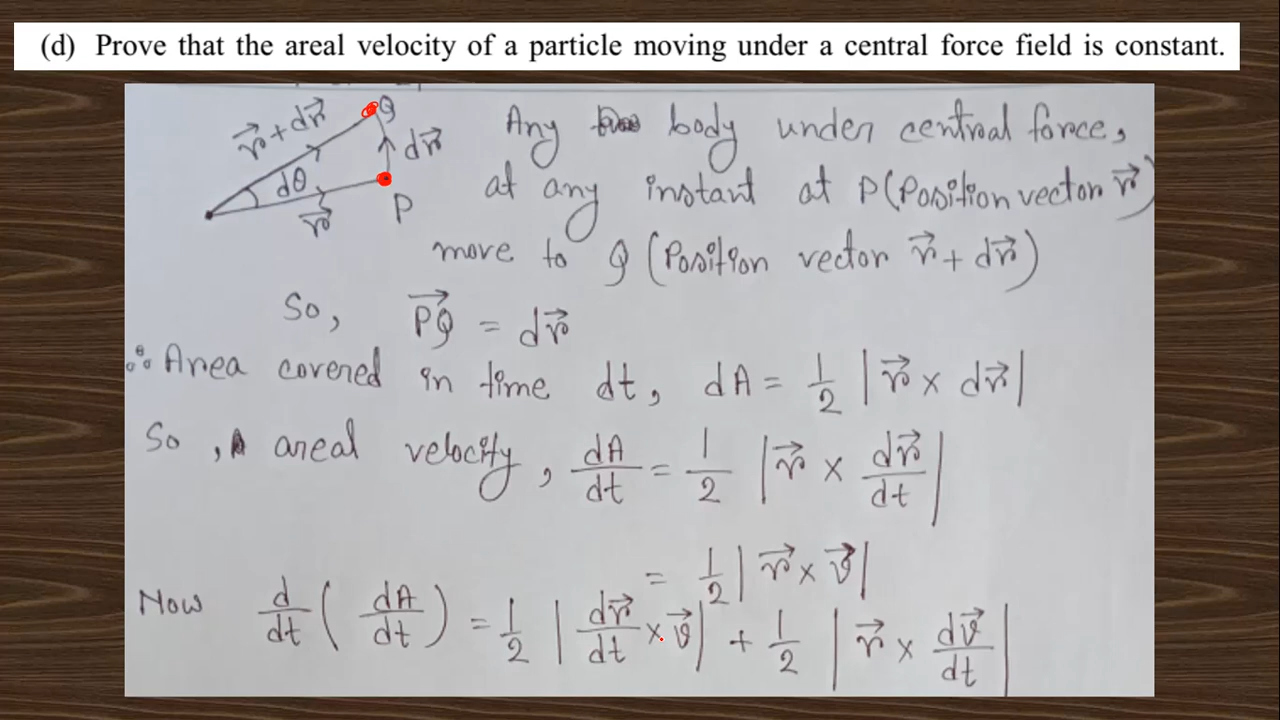 (d) Prove that the areal velocity of a particle moving under a central force field is constant.
r⃗+dr⃗ Q
dθ dr⃗
r⃗ P
Any body under central force,
at any instant at P(Position vector r⃗)
move to Q (Position vector r⃗ + dr⃗)
So, P⃗Q⃗ = dr⃗
∴ Area covered in time dt, dA = 1/2 |r⃗ × dr⃗|
So, areal velocity, dA/dt = 1/2 |r⃗ × dr⃗/dt|
= 1/2 |r⃗ × v⃗|
Now d/dt (dA/dt) = 1/2 |dr⃗/dt × v⃗| + 1/2 |r⃗ × dv⃗/dt|